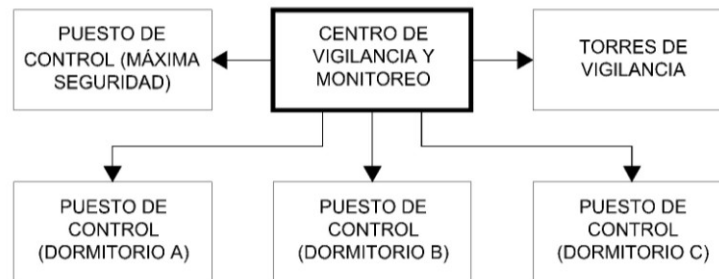 PUESTO DE
CONTROL (MÁXIMA
SEGURIDAD)
CENTRO DE
VIGILANCIA Y
MONITOREO
TORRES DE
VIGILANCIA
PUESTO DE
CONTROL
(DORMITORIO A)
PUESTO DE
CONTROL
(DORMITORIO B)
PUESTO DE
CONTROL
(DORMITORIO C)